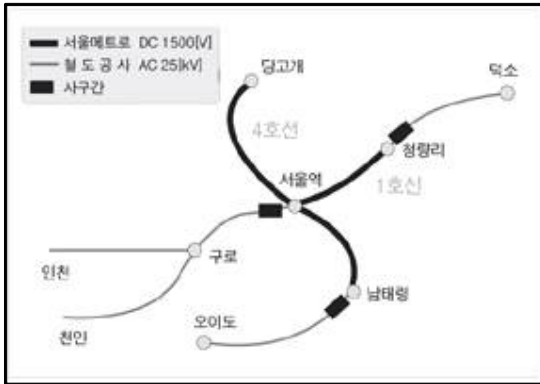 서울메트로 DC 1500[V]
철도공사 AC 25[kV]
사구간
당고개
덕소
4호선
청량리
서울역
1호선
구로
인천
남태령
오이도
천안